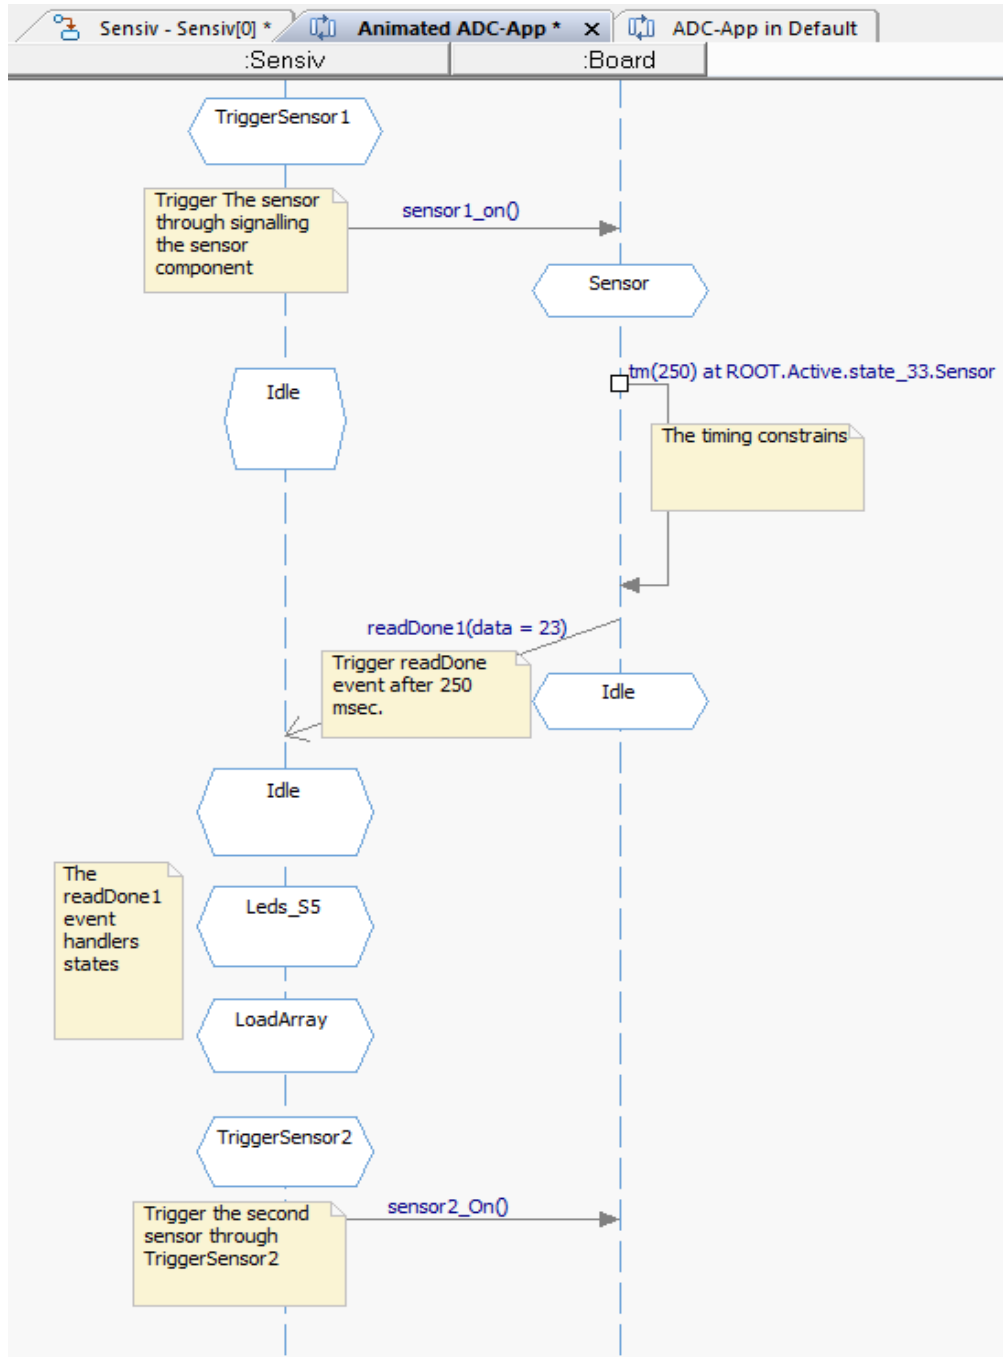 Sensiv - Sensiv[0] *
Animated ADC-App * x
ADC-App in Default
:Sensiv
:Board
TriggerSensor1
Trigger The sensor
through signalling
the sensor
component
sensor1_on()
Sensor
tm(250) at ROOT.Active.state_33.Sensor
Idle
The timing constrains
readDone1(data = 23)
Trigger readDone
event after 250
msec.
Idle
Idle
The
readDone1
event
handlers
states
Leds_S5
LoadArray
TriggerSensor2
Trigger the second
sensor through
TriggerSensor2
sensor2_On()